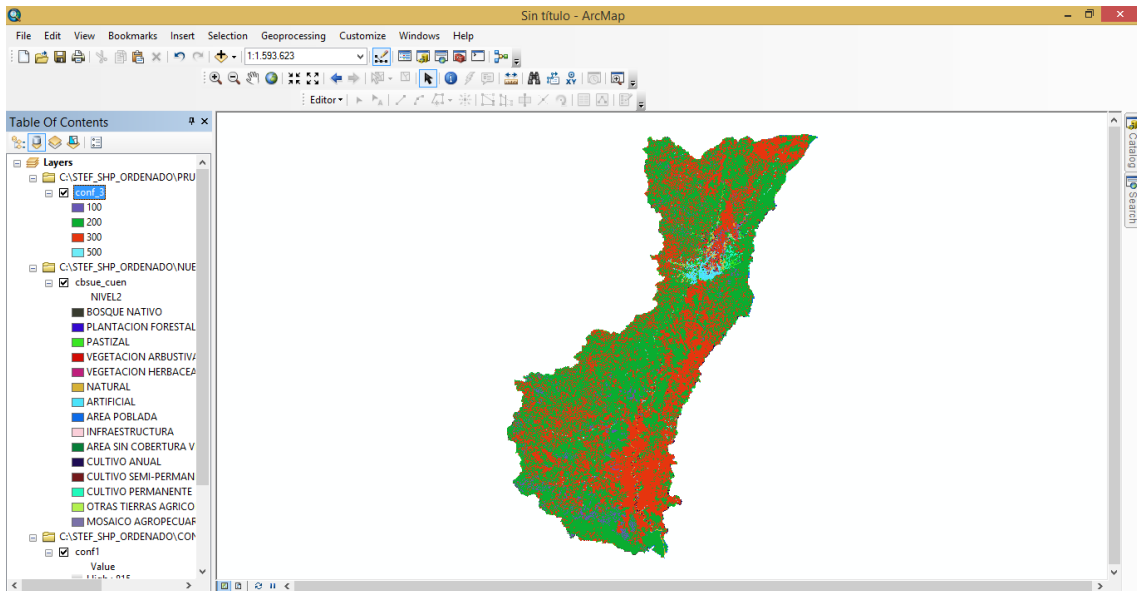 Sin título - ArcMap
File Edit View Bookmarks Insert Selection Geoprocessing Customize Windows Help
1:1.593.623
Editor
Table Of Contents
Layers
C:\STEF_SHP_ORDENADO\PRU
conf_3
100
200
300
500
C:\STEF_SHP_ORDENADO\NUE
cbsue_cuen
NIVEL2
BOSQUE NATIVO
PLANTACION FORESTAL
PASTIZAL
VEGETACION ARBUSTIVA
VEGETACION HERBACEA
NATURAL
ARTIFICIAL
AREA POBLADA
INFRAESTRUCTURA
AREA SIN COBERTURA V
CULTIVO ANUAL
CULTIVO SEMI-PERMAN
CULTIVO PERMANENTE
OTRAS TIERRAS AGRICO
MOSAICO AGROPECUAR
C:\STEF_SHP_ORDENADO\CON
conf1
Value
Catalog
Search